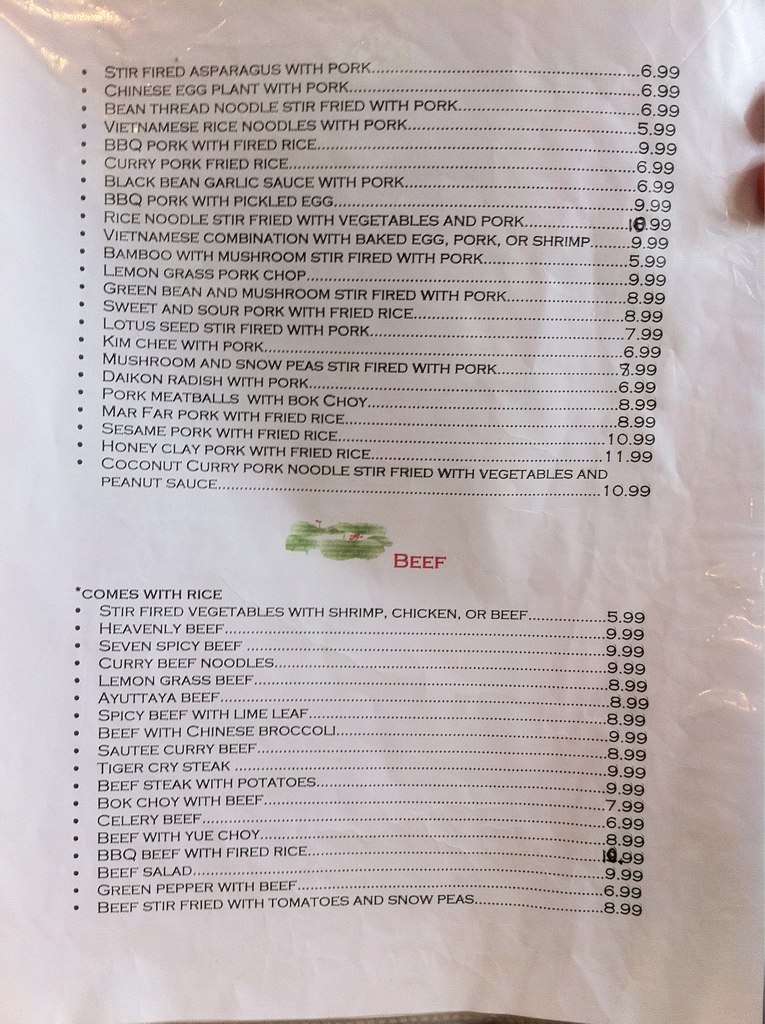 • Stir fired asparagus with pork..........6.99
• Chinese egg plant with pork..........6.99
• Bean thread noodle stir fried with pork..........6.99
• Vietnamese rice noodles with pork..........5.99
• BBQ pork with fired rice..........9.99
• Curry pork fried rice..........6.99
• Black bean garlic sauce with pork..........6.99
• BBQ pork with pickled egg..........9.99
• Rice noodle stir fried with vegetables and pork..........10.99
• Vietnamese combination with baked egg, pork, or shrimp..........9.99
• Bamboo with mushroom stir fired with pork..........5.99
• Lemon grass pork chop..........9.99
• Green bean and mushroom stir fired with pork..........8.99
• Sweet and sour pork with fried rice..........8.99
• Lotus seed stir fired with pork..........7.99
• Kim chee with pork..........6.99
• Mushroom and snow peas stir fired with pork..........7.99
• Daikon radish with pork..........6.99
• Pork meatballs with bok Choy..........8.99
• Mar Far pork with fried rice..........8.99
• Sesame pork with fried rice..........10.99
• Honey clay pork with fried rice..........11.99
• Coconut Curry pork noodle stir fried with vegetables and
peanut sauce..........10.99
Beef
*comes with rice
• Stir fired vegetables with shrimp, chicken, or beef..........5.99
• Heavenly beef..........9.99
• Seven spicy beef..........9.99
• Curry beef noodles..........9.99
• Lemon grass beef..........8.99
• Ayuttaya beef..........8.99
• Spicy beef with lime leaf..........8.99
• Beef with Chinese broccoli..........9.99
• Sautee curry beef..........8.99
• Tiger cry steak..........9.99
• Beef steak with potatoes..........9.99
• Bok choy with beef..........7.99
• Celery beef..........6.99
• Beef with yue choy..........8.99
• BBQ beef with fired rice..........10.99
• Beef salad..........9.99
• Green pepper with beef..........6.99
• Beef stir fried with tomatoes and snow peas..........8.99